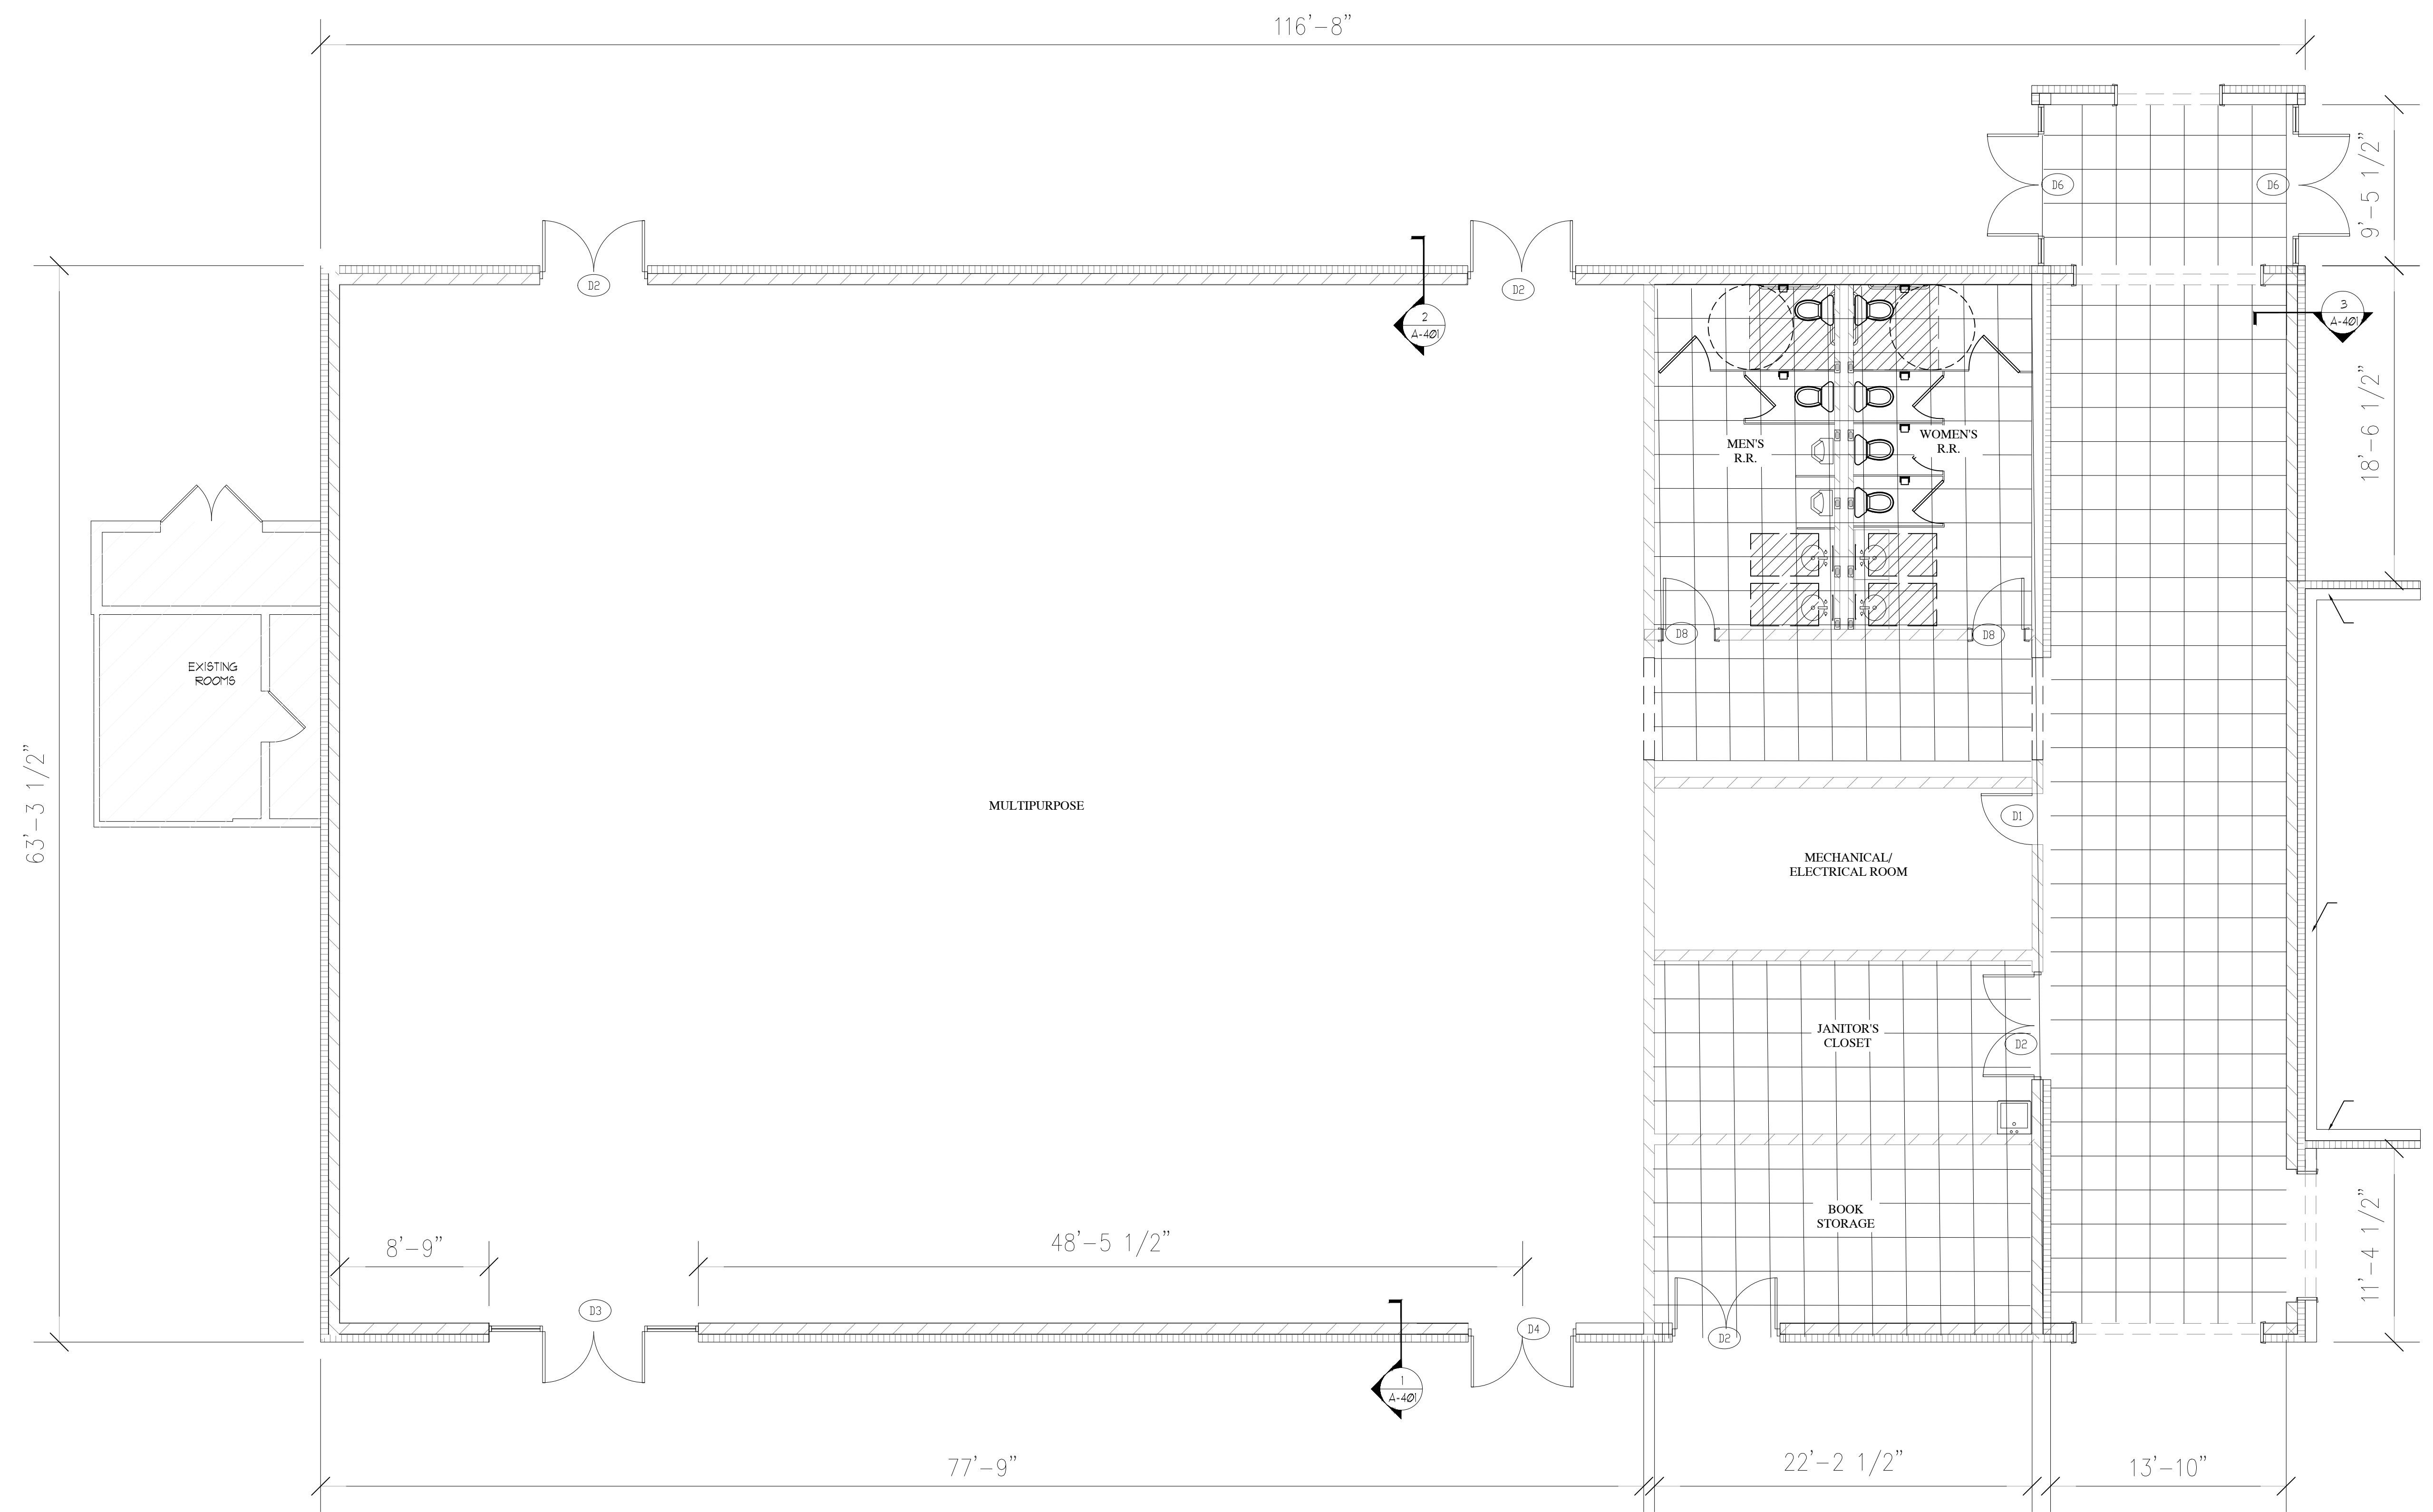 116'-8"
D6
D6
9'-5 1/2"
D2
D2
2
A-401
3
A-401
18'-6 1/2"
MEN'S
R.R.
WOMEN'S
R.R.
D8
D8
EXISTING
ROOMS
63'-3 1/2"
MULTIPURPOSE
D1
MECHANICAL/
ELECTRICAL ROOM
JANITOR'S
CLOSET
D2
BOOK
STORAGE
11'-4 1/2"
8'-9"
48'-5 1/2"
D3
D4
D2
1
A-401
77'-9"
22'-2 1/2"
13'-10"